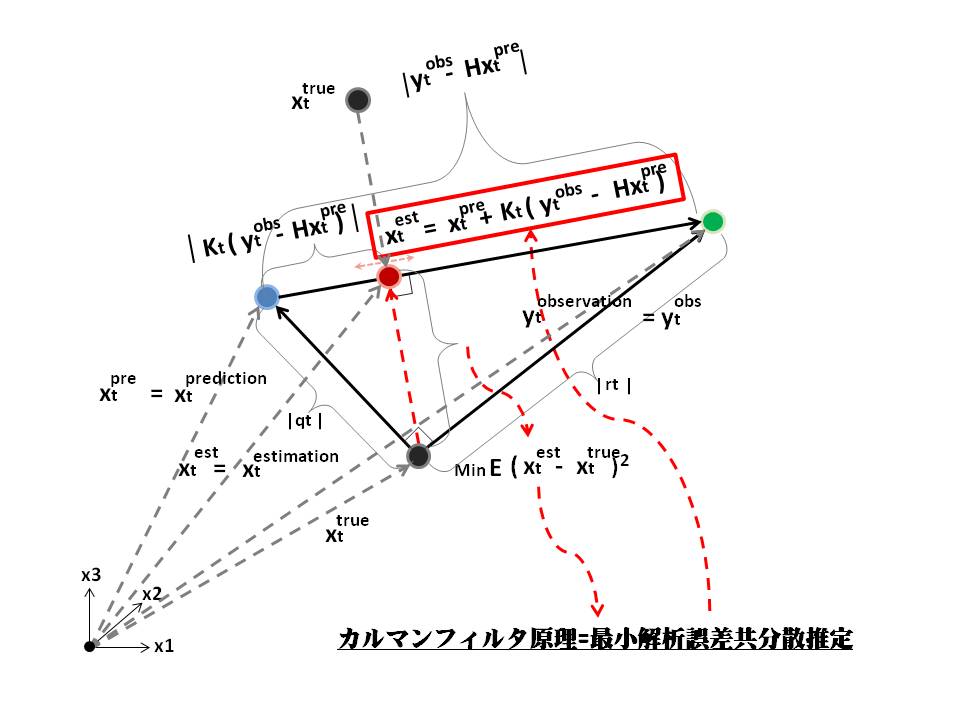 x_t^true
|y_t^obs - Hx_t^pre|
|K_t(y_t^obs - Hx_t^pre)|
x_t^est = x_t^pre + K_t(y_t^obs - Hx_t^pre)
y_t^observation = y_t^obs
x_t^pre = x_t^prediction
|rt|
|qt|
x_t^est = x_t^estimation
Min E (x_t^est - x_t^true)^2
x_t^true
x3
x2
x1
カルマンフィルタ原理=最小解析誤差共分散推定